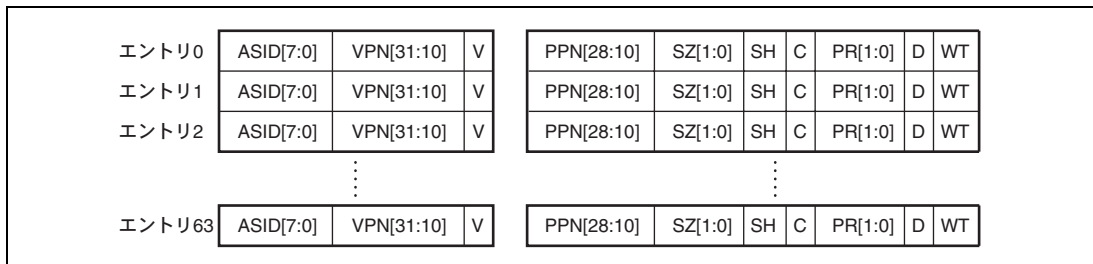 エントリ0 ASID[7:0] VPN[31:10] V PPN[28:10] SZ[1:0] SH C PR[1:0] D WT
エントリ1 ASID[7:0] VPN[31:10] V PPN[28:10] SZ[1:0] SH C PR[1:0] D WT
エントリ2 ASID[7:0] VPN[31:10] V PPN[28:10] SZ[1:0] SH C PR[1:0] D WT
エントリ63 ASID[7:0] VPN[31:10] V PPN[28:10] SZ[1:0] SH C PR[1:0] D WT